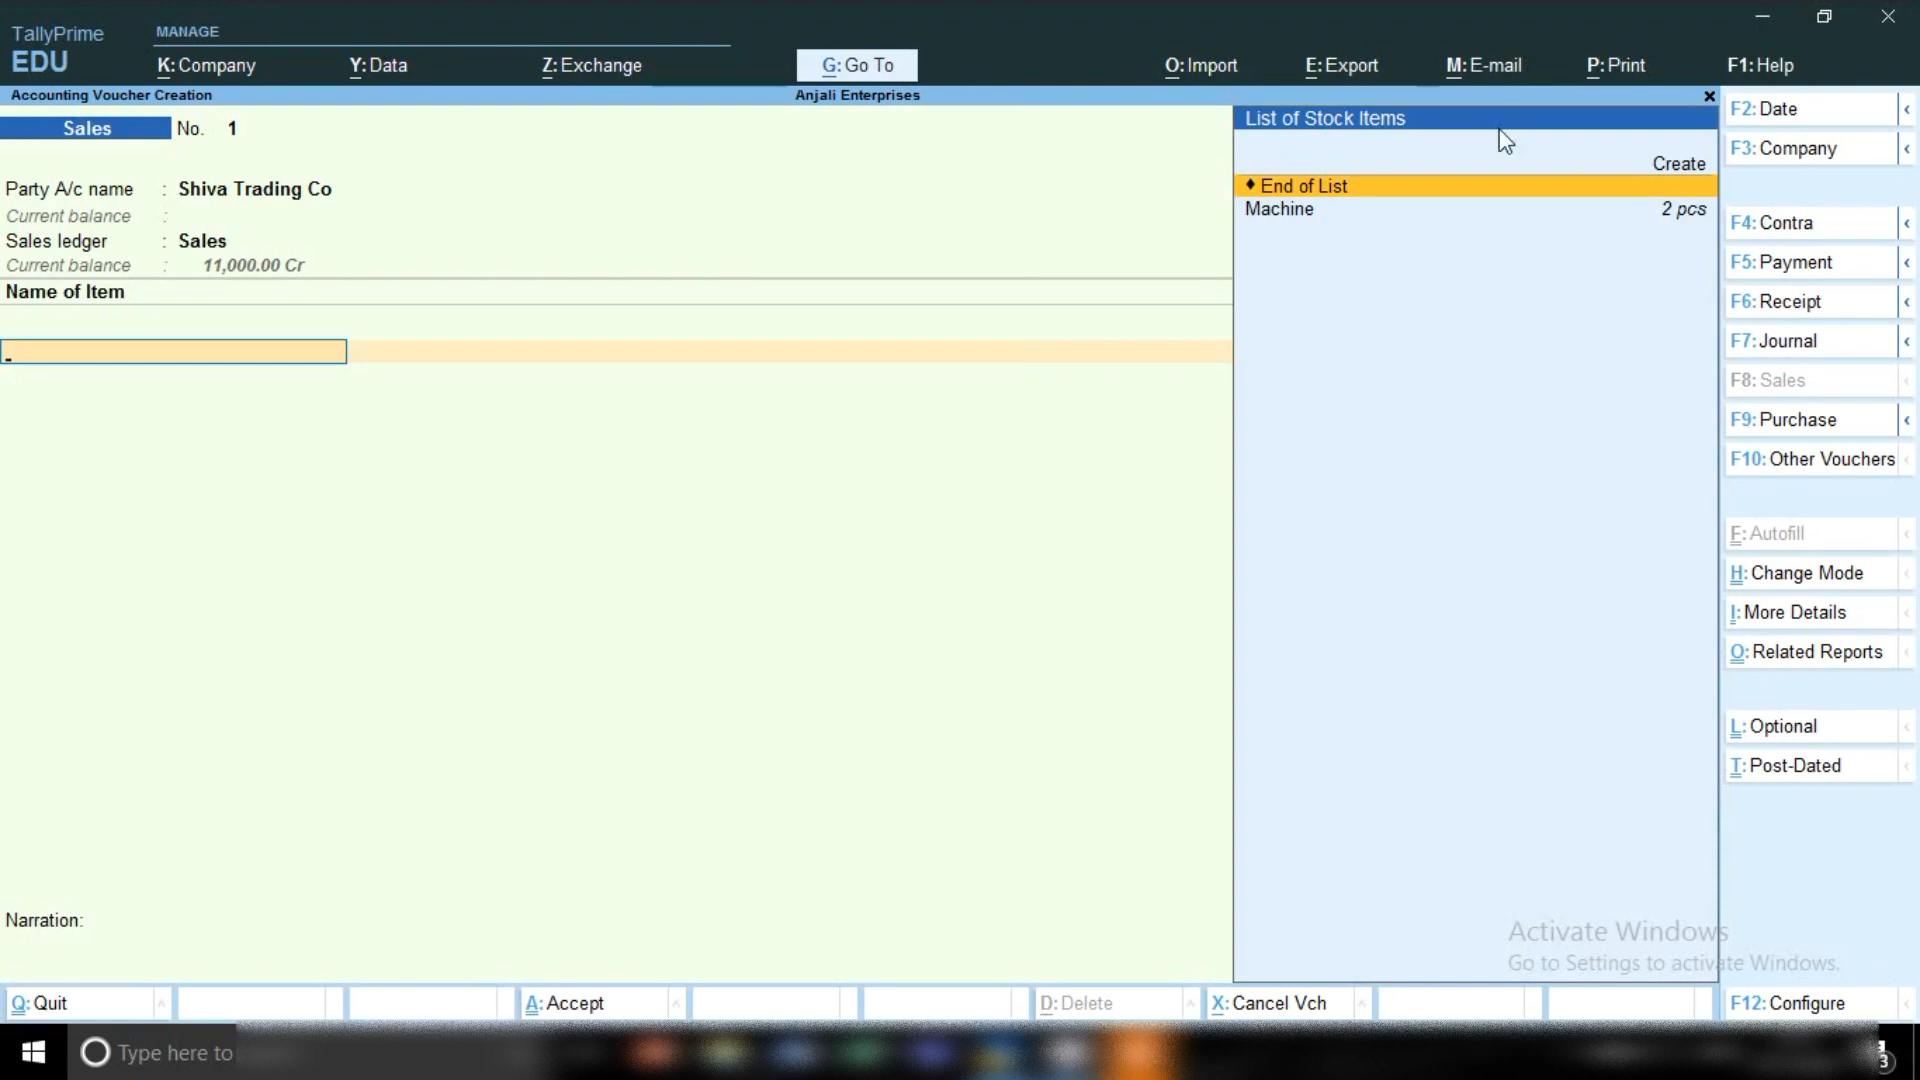 TallyPrime
EDU
MANAGE
K: Company
Y: Data
Z: Exchange
G: Go To
O: Import
E: Export
M: E-mail
P: Print
F1: Help
Accounting Voucher Creation
Anjali Enterprises
Sales No. 1
Party A/c name : Shiva Trading Co
Current balance :
Sales ledger : Sales
Current balance : 11,000.00 Cr
Name of Item
Narration:
List of Stock Items
Create
♦ End of List
Machine 2 pcs
F2: Date
F3: Company
F4: Contra
F5: Payment
F6: Receipt
F7: Journal
F8: Sales
F9: Purchase
F10: Other Vouchers
F: Autofill
H: Change Mode
I: More Details
O: Related Reports
L: Optional
T: Post-Dated
Activate Windows
Go to Settings to activate Windows.
Q: Quit
A: Accept
D: Delete
X: Cancel Vch
F12: Configure
Type here to
3